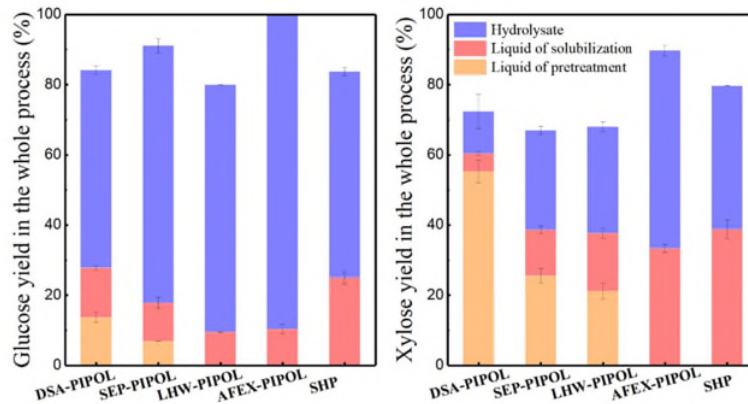 Glucose yield in the whole process (%)
100
80
60
40
20
0
DSA-PIPOL
SEP-PIPOL
LHW-PIPOL
AFEX-PIPOL
SHP
Xylose yield in the whole process (%)
100
80
60
40
20
0
Hydrolysate
Liquid of solubilization
Liquid of pretreatment
DSA-PIPOL
SEP-PIPOL
LHW-PIPOL
AFEX-PIPOL
SHP